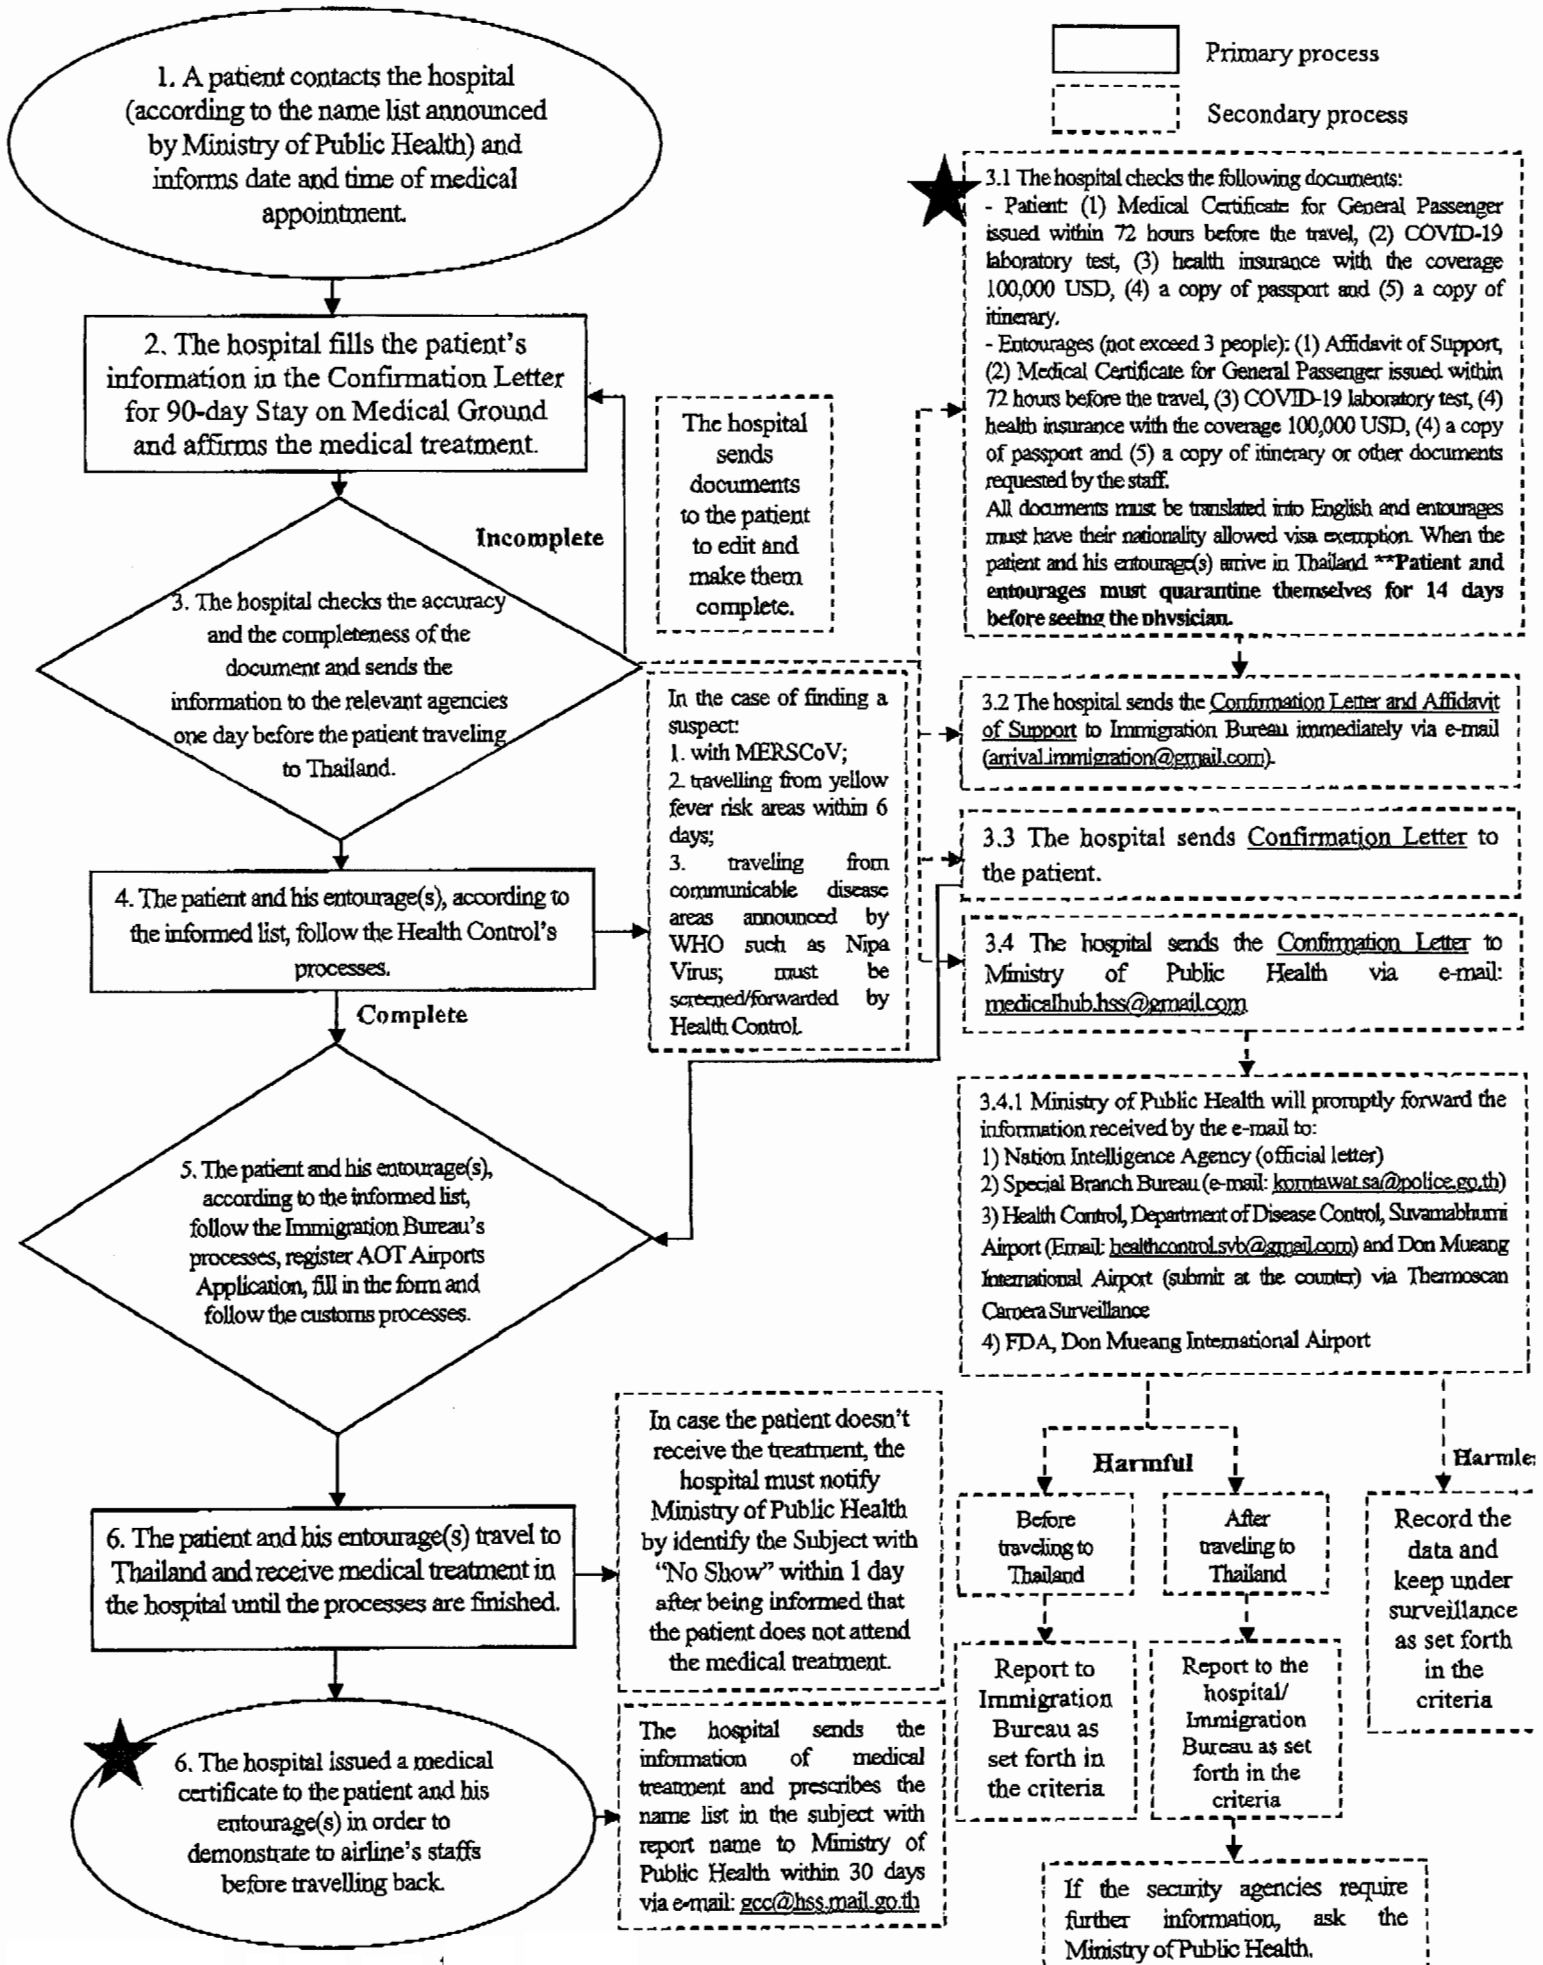 1. A patient contacts the hospital
(according to the name list announced
by Ministry of Public Health) and
informs date and time of medical
appointment.
2. The hospital fills the patient's
information in the Confirmation Letter
for 90-day Stay on Medical Ground
and affirms the medical treatment.
Incomplete
3. The hospital checks the accuracy
and the completeness of the
document and sends the
information to the relevant agencies
one day before the patient traveling
to Thailand.
4. The patient and his entourage(s), according to
the informed list, follow the Health Control's
processes.
Complete
5. The patient and his entourage(s),
according to the informed list,
follow the Immigration Bureau's
processes, register AOT Airports
Application, fill in the form and
follow the customs processes.
6. The patient and his entourage(s) travel to
Thailand and receive medical treatment in
the hospital until the processes are finished.
6. The hospital issued a medical
certificate to the patient and his
entourage(s) in order to
demonstrate to airline's staffs
before travelling back.
The hospital
sends
documents
to the patient
to edit and
make them
complete.
In the case of finding a
suspect:
1. with MERSCoV;
2. travelling from yellow
fever risk areas within 6
days;
3. traveling from
communicable disease
areas announced by
WHO such as Nipa
Virus; must be
screened/forwarded by
Health Control.
In case the patient doesn't
receive the treatment, the
hospital must notify
Ministry of Public Health
by identify the Subject with
"No Show" within 1 day
after being informed that
the patient does not attend
the medical treatment.
The hospital sends the
information of medical
treatment and prescribes the
name list in the subject with
report name to Ministry of
Public Health within 30 days
via e-mail: gcc@hss.mail.go.th
Primary process
Secondary process
3.1 The hospital checks the following documents:
- Patient: (1) Medical Certificate for General Passenger
issued within 72 hours before the travel, (2) COVID-19
laboratory test, (3) health insurance with the coverage
100,000 USD, (4) a copy of passport and (5) a copy of
itinerary.
- Entourages (not exceed 3 people): (1) Affidavit of Support,
(2) Medical Certificate for General Passenger issued within
72 hours before the travel, (3) COVID-19 laboratory test, (4)
health insurance with the coverage 100,000 USD, (4) a copy
of passport and (5) a copy of itinerary or other documents
requested by the staff.
All documents must be translated into English and entourages
must have their nationality allowed visa exemption. When the
patient and his entourage(s) arrive in Thailand **Patient and
entourages must quarantine themselves for 14 days
before seeing the physician.
3.2 The hospital sends the Confirmation Letter and Affidavit
of Support to Immigration Bureau immediately via e-mail
(arrival.immigration@gmail.com).
3.3 The hospital sends Confirmation Letter to
the patient.
3.4 The hospital sends the Confirmation Letter to
Ministry of Public Health via e-mail:
medicalhub.hss@gmail.com
3.4.1 Ministry of Public Health will promptly forward the
information received by the e-mail to:
1) Nation Intelligence Agency (official letter)
2) Special Branch Bureau (e-mail: komtawat.sa@police.go.th)
3) Health Control, Department of Disease Control, Suvarnabhumi
Airport (Email: healthcontrol.svb@gmail.com) and Don Mueang
International Airport (submit at the counter) via Thermoscan
Camera Surveillance
4) FDA, Don Mueang International Airport
Harmful
Harmle
Before
traveling to
Thailand
After
traveling to
Thailand
Record the
data and
keep under
surveillance
as set forth
in the
criteria
Report to
Immigration
Bureau as
set forth in
the criteria
Report to the
hospital/
Immigration
Bureau as set
forth in the
criteria
If the security agencies require
further information, ask the
Ministry of Public Health.